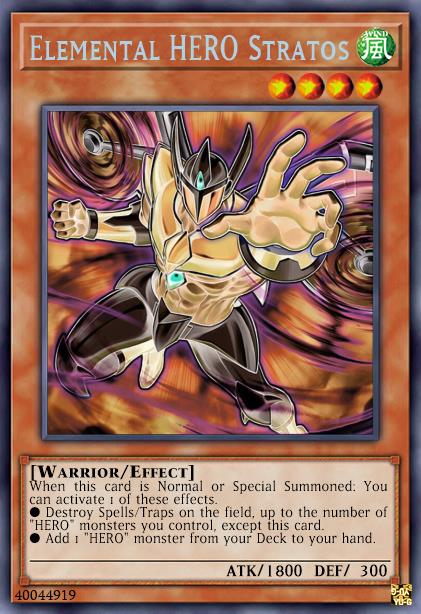 Elemental HERO Stratos
WIND
風
[Warrior/Effect]
When this card is Normal or Special Summoned: You
can activate 1 of these effects.
● Destroy Spells/Traps on the field, up to the number of
"HERO" monsters you control, except this card.
● Add 1 "HERO" monster from your Deck to your hand.
ATK/1800 DEF/ 300
40044919